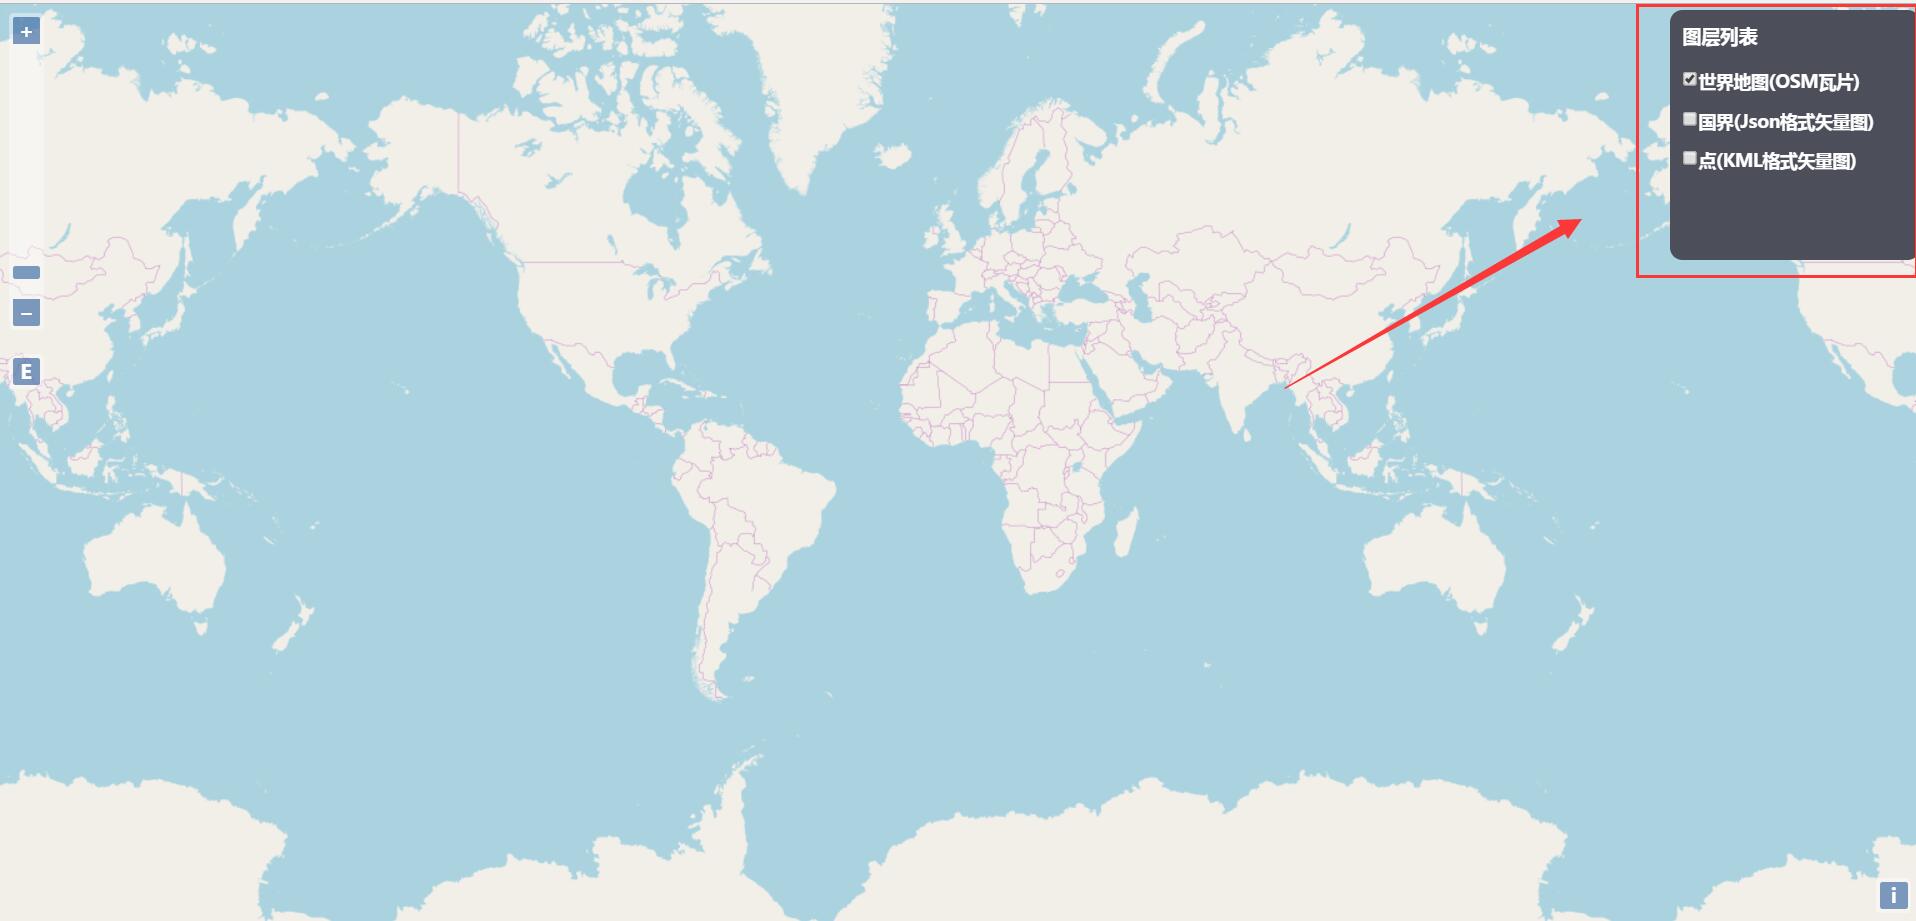 +
−
E
图层列表
世界地图(OSM瓦片)
国界(Json格式矢量图)
点(KML格式矢量图)
i